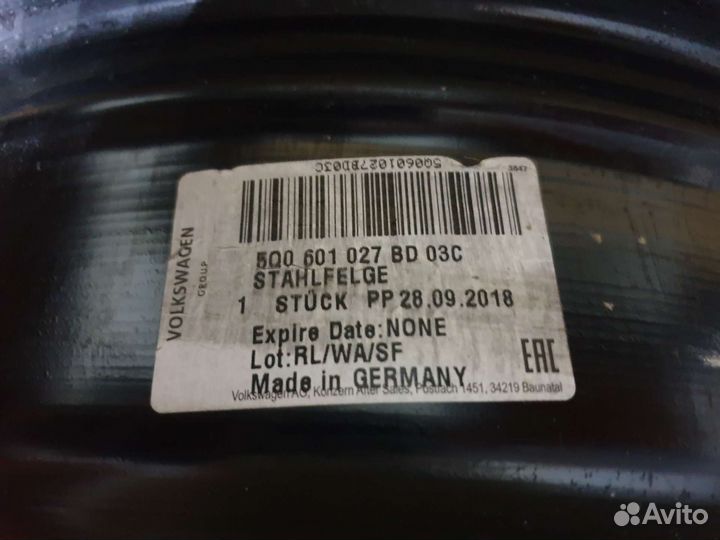 5Q0601027BD03C
3847
VOLKSWAGEN
GROUP
5Q0 601 027 BD 03C
STAHLFELGE
1 STÜCK PP 28.09.2018
Expire Date:NONE
Lot:RL/WA/SF
Made in GERMANY
EAC
Volkswagen AG, Konzern After Sales, Postfach 1451, 34219 Baunatal
Avito